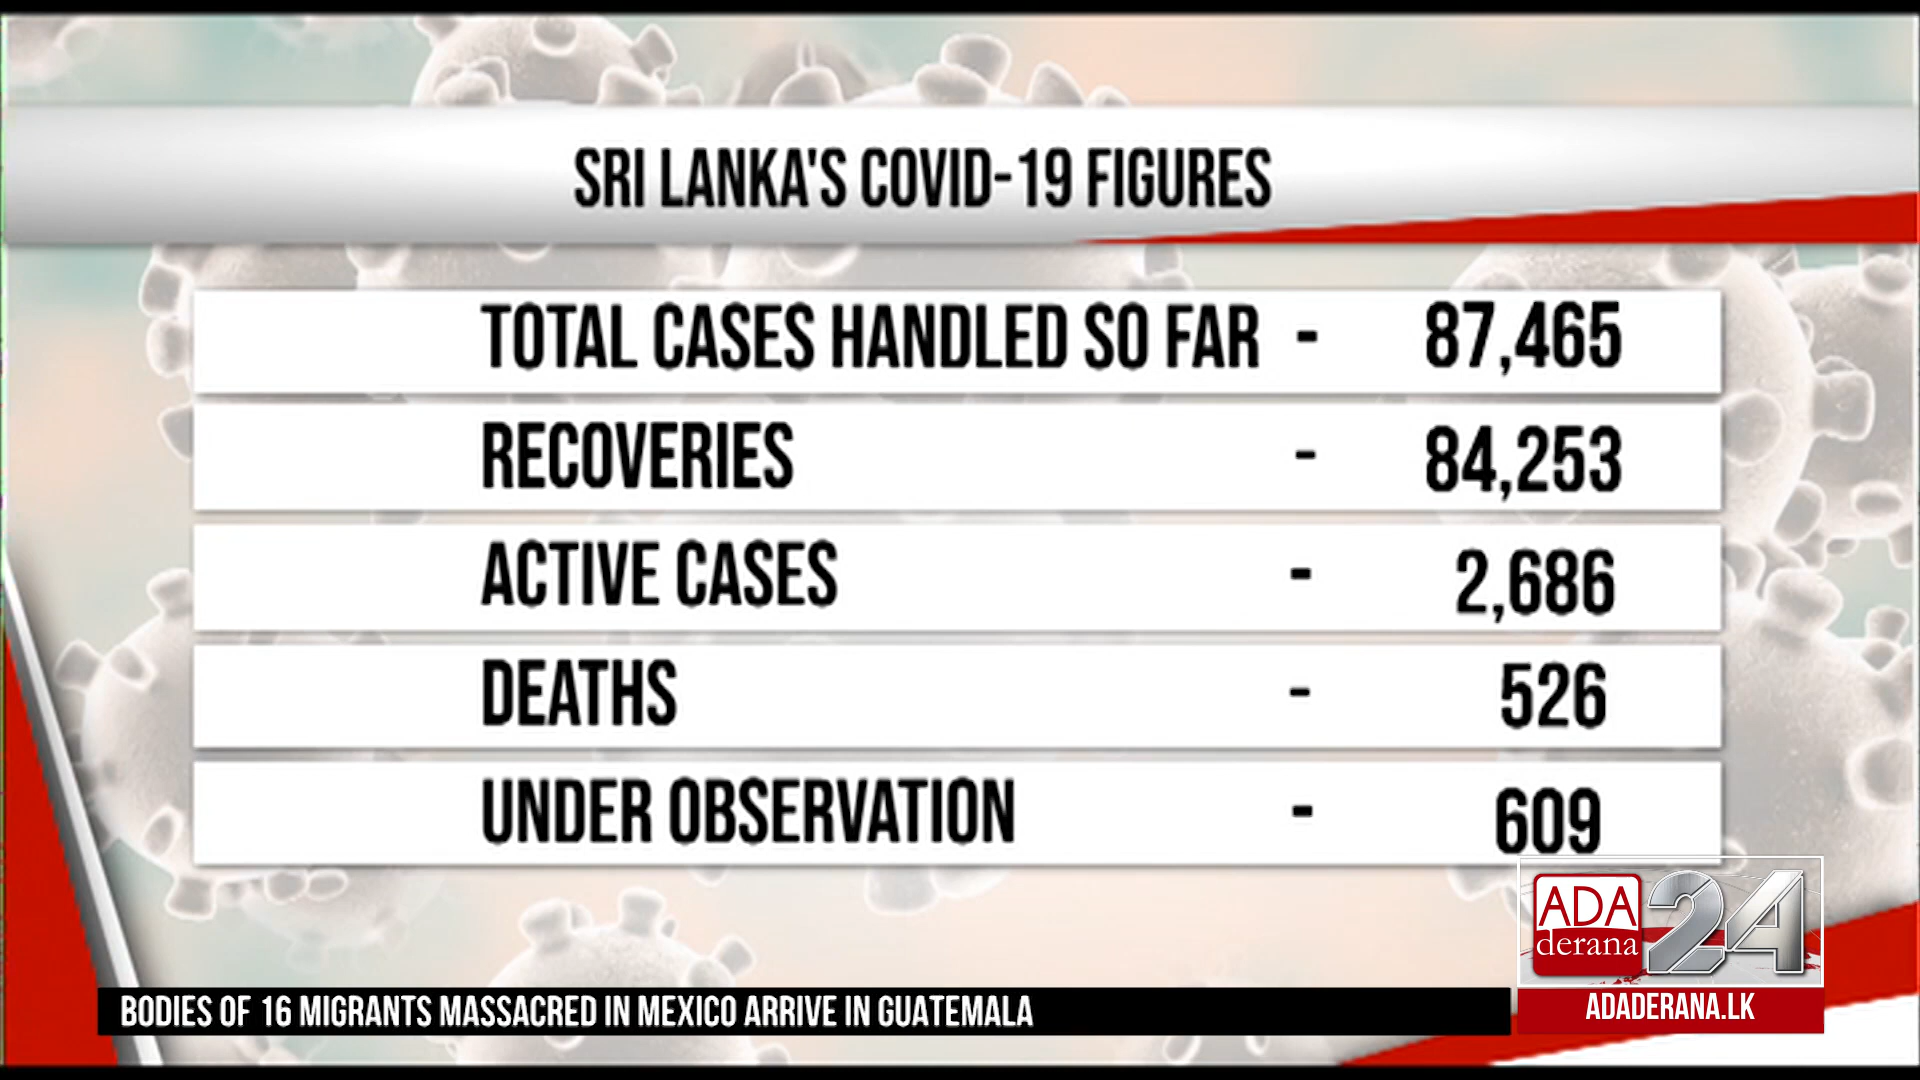 SRI LANKA'S COVID-19 FIGURES
TOTAL CASES HANDLED SO FAR - 87,465
RECOVERIES - 84,253
ACTIVE CASES - 2,686
DEATHS - 526
UNDER OBSERVATION - 609
ADA
derana
24
BODIES OF 16 MIGRANTS MASSACRED IN MEXICO ARRIVE IN GUATEMALA
ADADERANA.LK